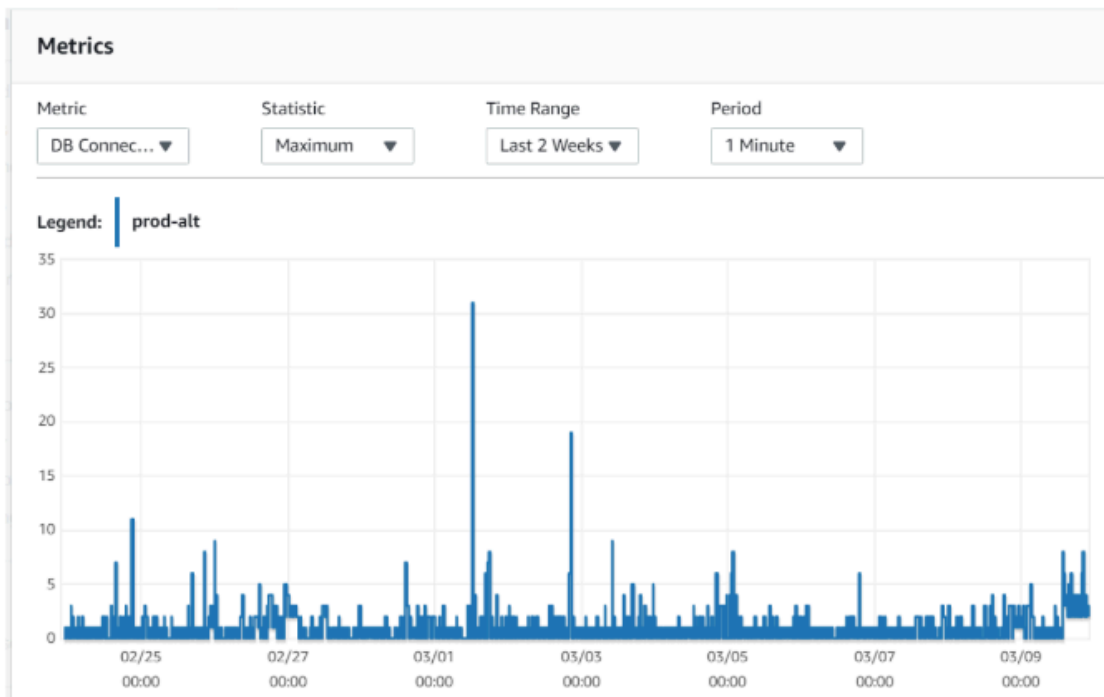 Metrics
Metric Statistic Time Range Period
DB Connec... Maximum Last 2 Weeks 1 Minute
Legend: prod-alt
35
30
25
20
15
10
5
0
02/25 02/27 03/01 03/03 03/05 03/07 03/09
00:00 00:00 00:00 00:00 00:00 00:00 00:00